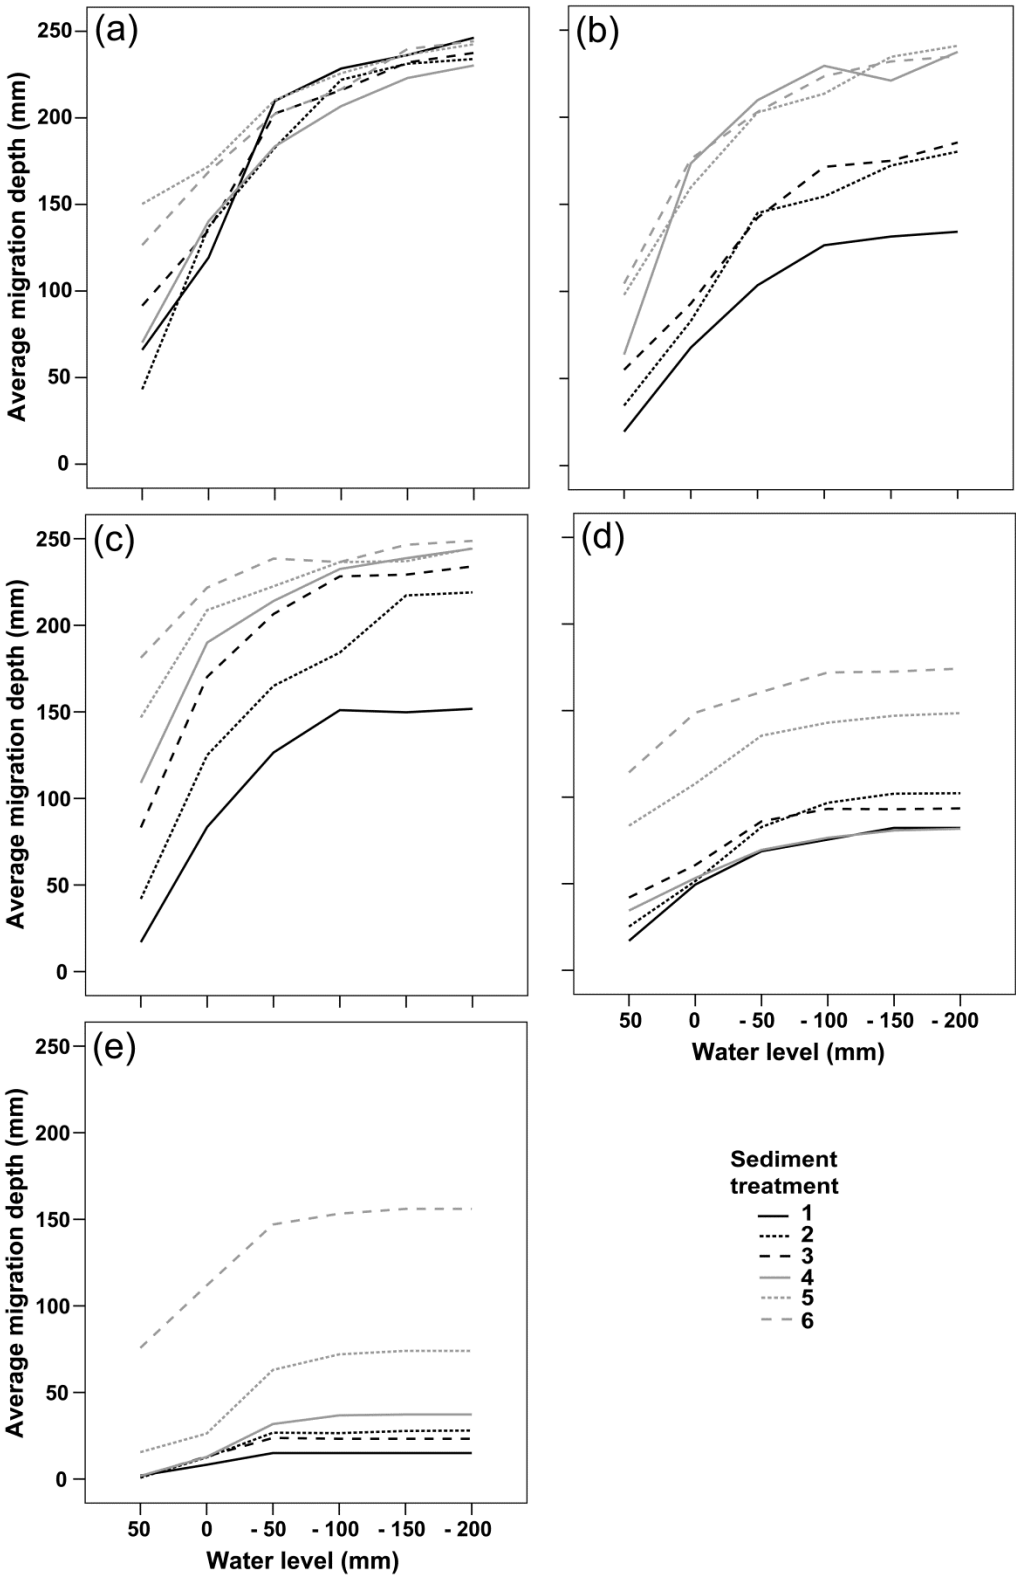 (a)
250
200
150
100
50
0
Average migration depth (mm)
(b)
(c)
250
200
150
100
50
0
Average migration depth (mm)
(d)
50 0 - 50 - 100 - 150 - 200
Water level (mm)
(e)
250
200
150
100
50
0
Average migration depth (mm)
50 0 - 50 - 100 - 150 - 200
Water level (mm)
Sediment
treatment
1
2
3
4
5
6